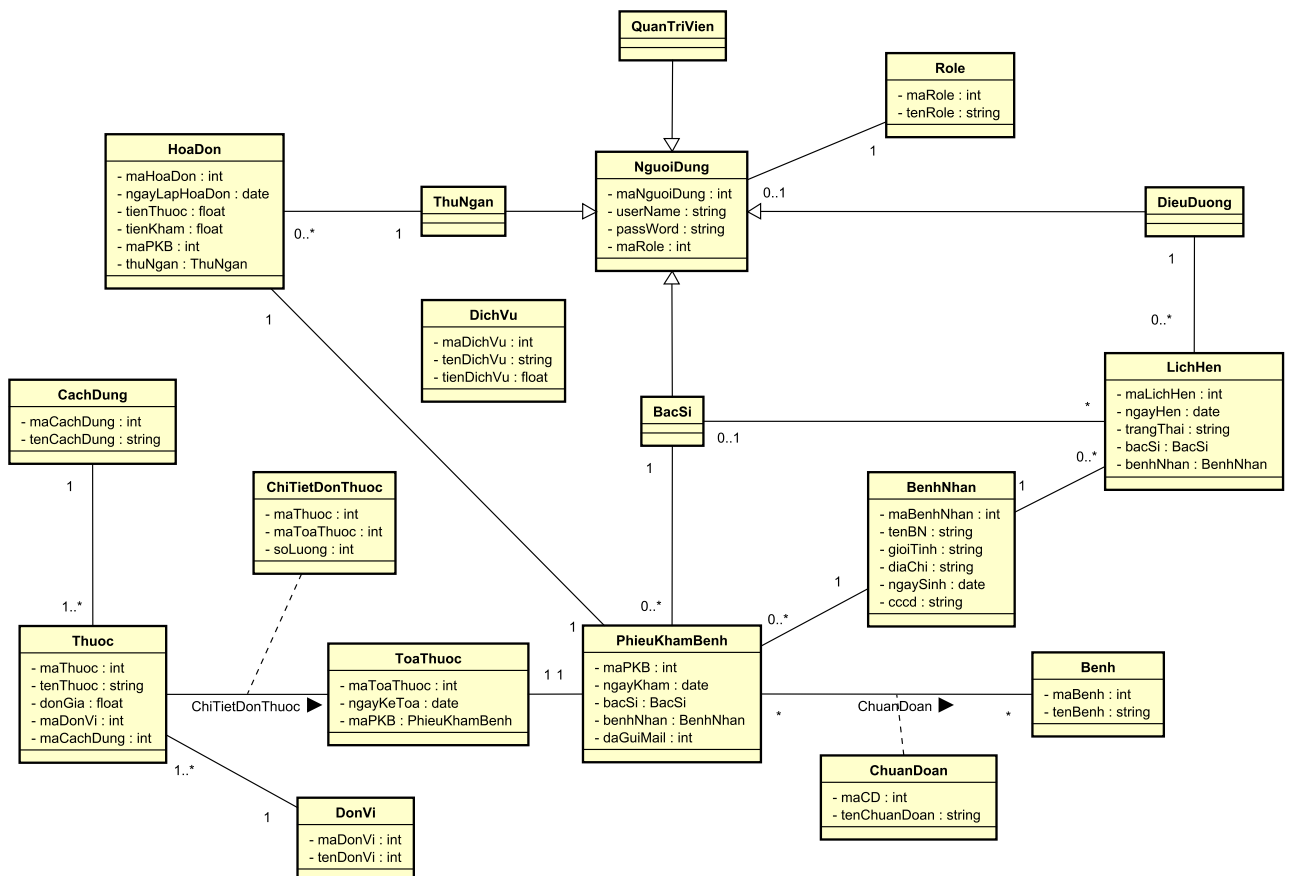 QuanTriVien
Role
- maRole : int
- tenRole : string
1
HoaDon
- maHoaDon : int
- ngayLapHoaDon : date
- tienThuoc : float
- tienKham : float
- maPKB : int
- thuNgan : ThuNgan
0..*
1
1
ThuNgan
NguoiDung
- maNguoiDung : int
- userName : string
- passWord : string
- maRole : int
0..1
DieuDuong
1
0..*
DichVu
- maDichVu : int
- tenDichVu : string
- tienDichVu : float
LichHen
- maLichHen : int
- ngayHen : date
- trangThai : string
- bacSi : BacSi
- benhNhan : BenhNhan
*
0..*
BacSi
0..1
1
0..*
CachDung
- maCachDung : int
- tenCachDung : string
1
1..*
ChiTietDonThuoc
- maThuoc : int
- maToaThuoc : int
- soLuong : int
BenhNhan
- maBenhNhan : int
- tenBN : string
- gioiTinh : string
- diaChi : string
- ngaySinh : date
- cccd : string
1
1
0..*
Thuoc
- maThuoc : int
- tenThuoc : string
- donGia : float
- maDonVi : int
- maCachDung : int
ChiTietDonThuoc
1..*
1
ToaThuoc
- maToaThuoc : int
- ngayKeToa : date
- maPKB : PhieuKhamBenh
1 1
1
PhieuKhamBenh
- maPKB : int
- ngayKham : date
- bacSi : BacSi
- benhNhan : BenhNhan
- daGuiMail : int
*
ChuanDoan
*
Benh
- maBenh : int
- tenBenh : string
ChuanDoan
- maCD : int
- tenChuanDoan : string
DonVi
- maDonVi : int
- tenDonVi : int